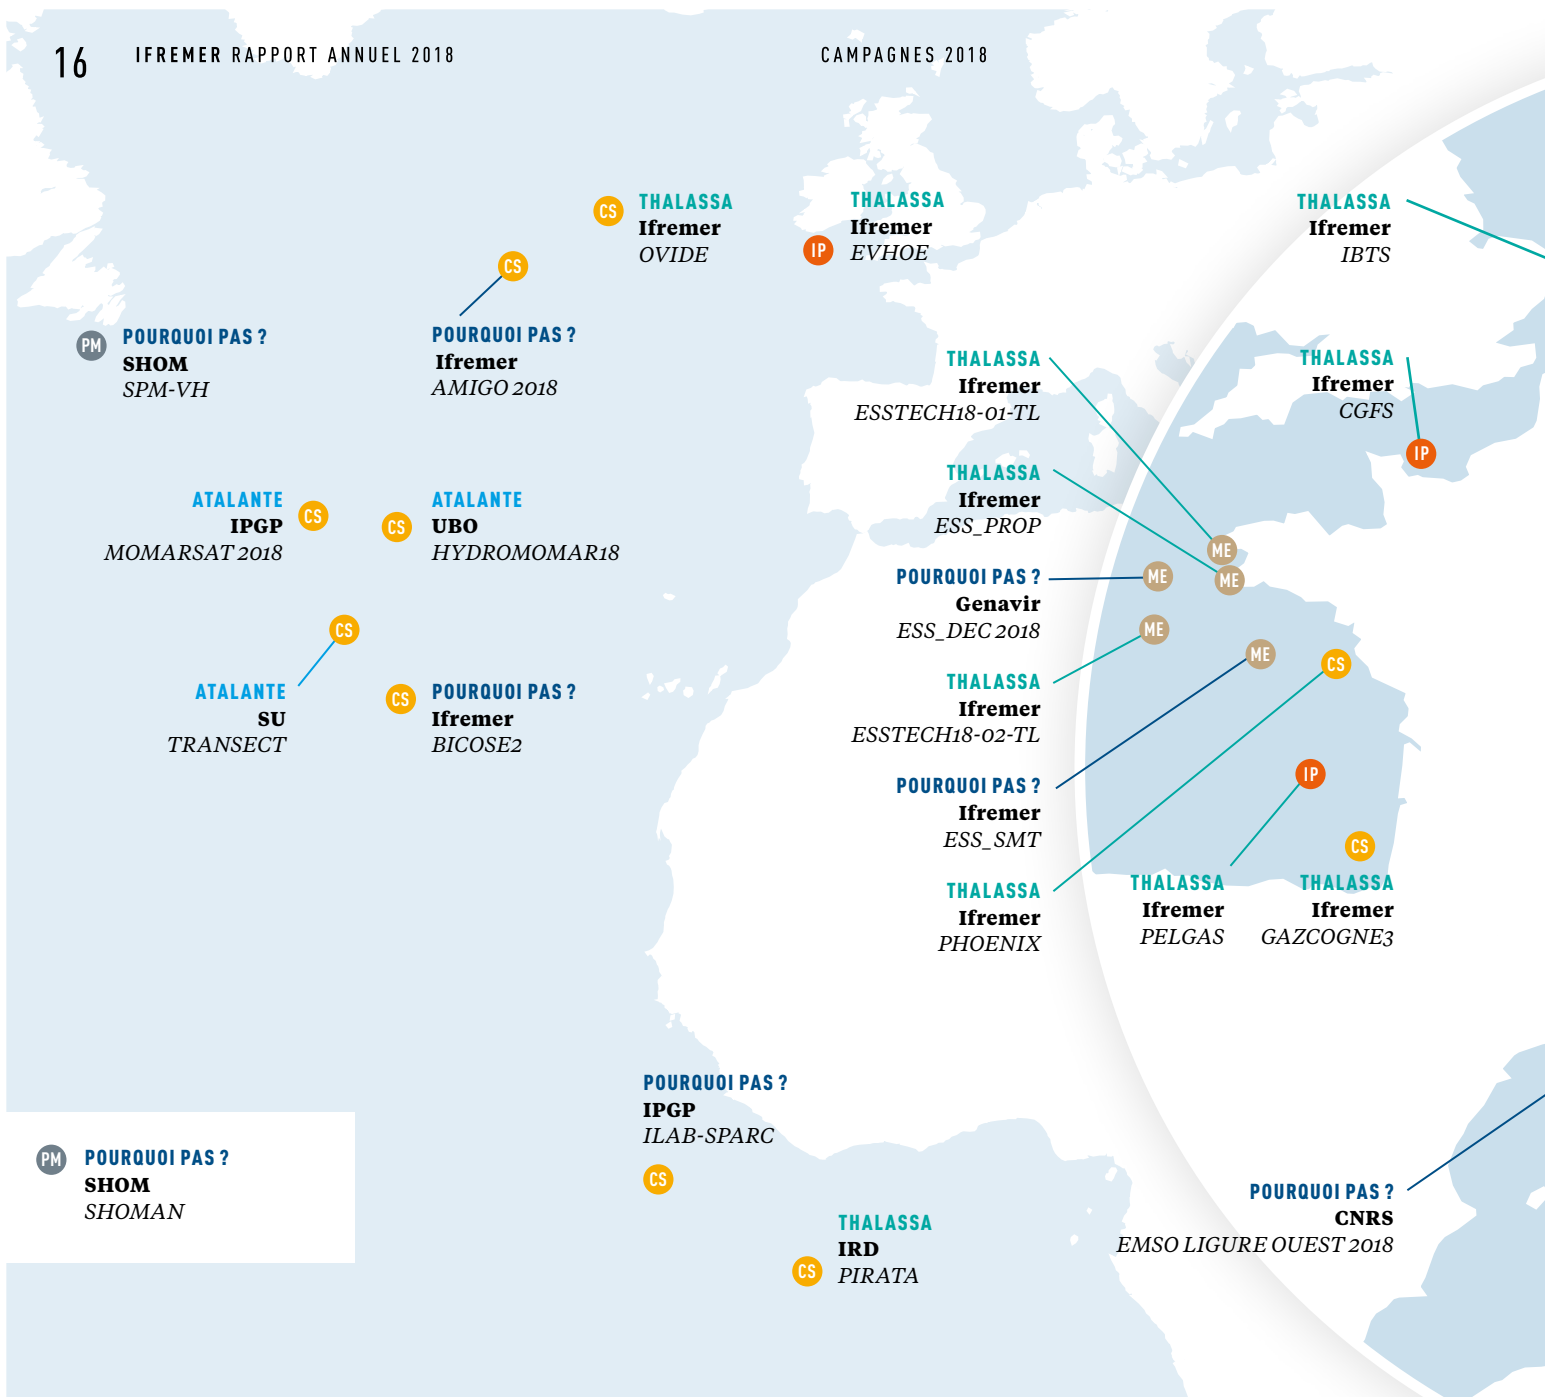 16
IFREMER RAPPORT ANNUEL 2018
CAMPAGNES 2018
CS
THALASSA
Ifremer
OVIDE
IP
THALASSA
Ifremer
EVHOE
THALASSA
Ifremer
IBTS
CS
POURQUOI PAS ?
Ifremer
AMIGO 2018
PM
POURQUOI PAS ?
SHOM
SPM-VH
THALASSA
Ifremer
ESSTECH18-01-TL
ME
THALASSA
Ifremer
CGFS
IP
THALASSA
Ifremer
ESS_PROP
ME
ATALANTE
IPGP
MOMARSAT 2018
CS
CS
ATALANTE
UBO
HYDROMOMAR18
POURQUOI PAS ?
Genavir
ESS_DEC 2018
ME
CS
ATALANTE
SU
TRANSECT
CS
POURQUOI PAS ?
Ifremer
BICOSE2
THALASSA
Ifremer
ESSTECH18-02-TL
ME
POURQUOI PAS ?
Ifremer
ESS_SMT
ME
THALASSA
Ifremer
PHOENIX
CS
IP
THALASSA
Ifremer
PELGAS
CS
THALASSA
Ifremer
GAZCOGNE3
POURQUOI PAS ?
IPGP
ILAB-SPARC
CS
PM
POURQUOI PAS ?
SHOM
SHOMAN
THALASSA
IRD
PIRATA
CS
POURQUOI PAS ?
CNRS
EMSO LIGURE OUEST 2018